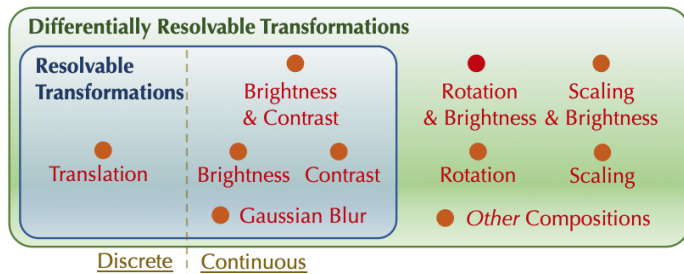 Differentially Resolvable Transformations
Resolvable
Transformations
Brightness
& Contrast
Rotation
& Brightness
Scaling
& Brightness
Translation
Brightness
Contrast
Rotation
Scaling
Gaussian Blur
Other Compositions
Discrete
Continuous